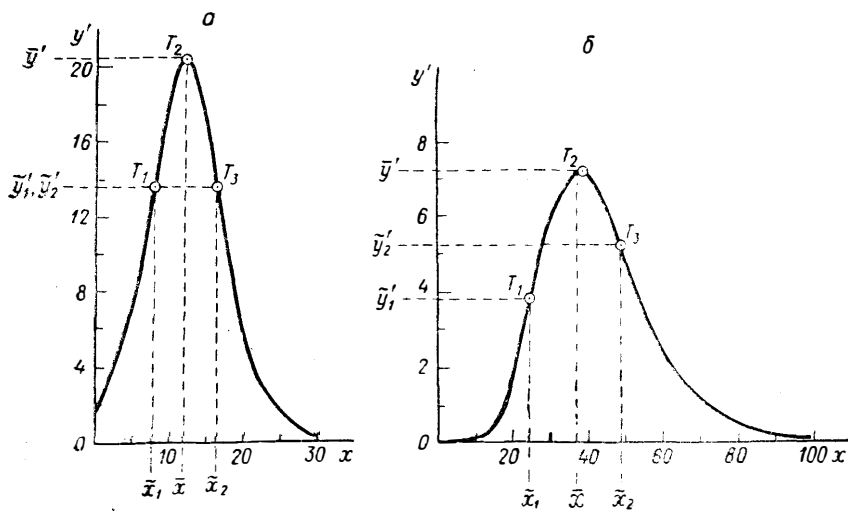 а
y'
T₂
ȳ'
20
16
T₁
T₃
ỹ'₁, ỹ'₂
12
8
4
0
10
20
30
x
x̃₁
x̄
x̃₂
б
y'
8
T₂
ȳ'
7
6
T₃
ỹ'₂
T₁
4
ỹ'₁
2
0
20
40
60
80
100
x
x̃₁
x̄
x̃₂